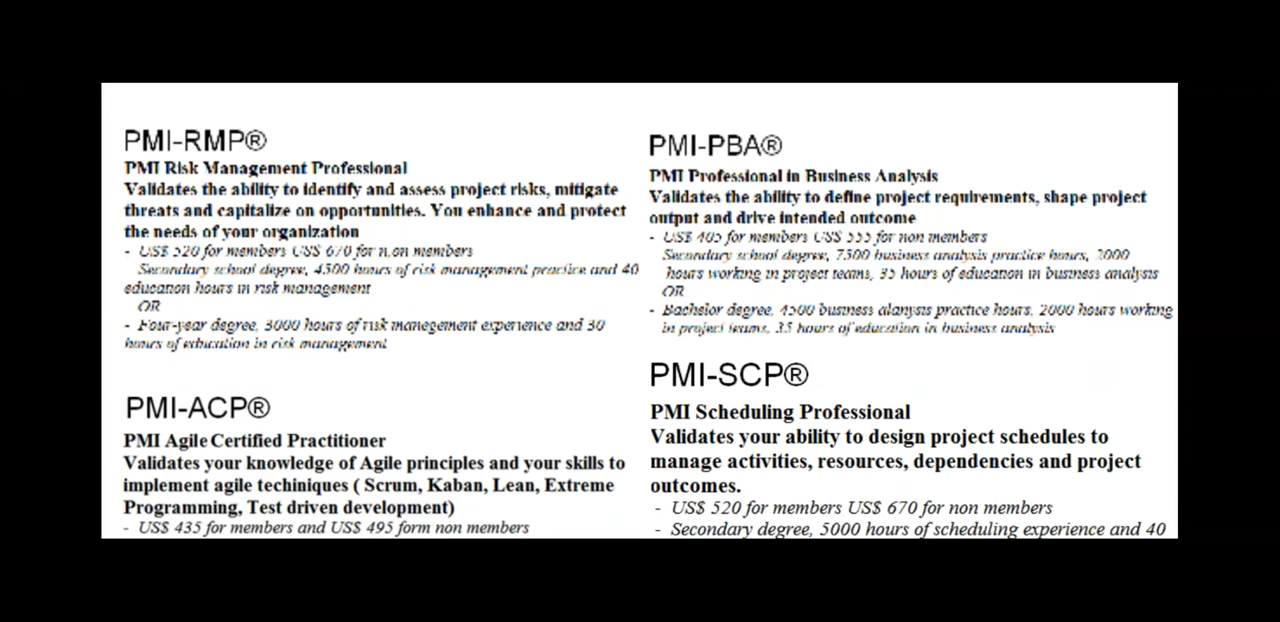 PMI-RMP®
PMI Risk Management Professional
Validates the ability to identify and assess project risks, mitigate
threats and capitalize on opportunities. You enhance and protect
the needs of your organization
- US$ 520 for members US$ 670 for non members
Secondary school degree, 4500 hours of risk management practice and 40
education hours in risk management
OR
- Four-year degree, 3000 hours of risk manegement experience and 30
hours of education in risk management
PMI-ACP®
PMI Agile Certified Practitioner
Validates your knowledge of Agile principles and your skills to
implement agile techiniques ( Scrum, Kaban, Lean, Extreme
Programming, Test driven development)
- US$ 435 for members and US$ 495 form non members
PMI-PBA®
PMI Professional in Business Analysis
Validates the ability to define project requirements, shape project
output and drive intended outcome
- US$ 405 for members US$ 555 for non members
Secondary school degree, 7500 business analysis practice hours, 2000
hours working in project teams, 35 hours of education in business analysis
OR
- Bachelor degree, 4500 business alanysis practice hours, 2000 hours working
in project teams, 35 hours of education in business analysis
PMI-SCP®
PMI Scheduling Professional
Validates your ability to design project schedules to
manage activities, resources, dependencies and project
outcomes.
- US$ 520 for members US$ 670 for non members
- Secondary degree, 5000 hours of scheduling experience and 40